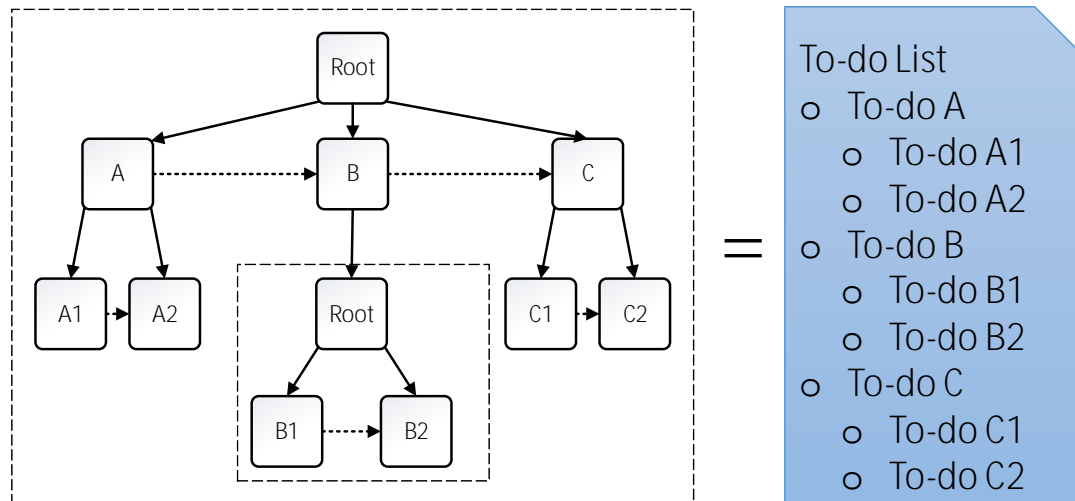 Root
A
B
C
A1
A2
Root
C1
C2
B1
B2
=
To-do List
o To-do A
o To-do A1
o To-do A2
o To-do B
o To-do B1
o To-do B2
o To-do C
o To-do C1
o To-do C2